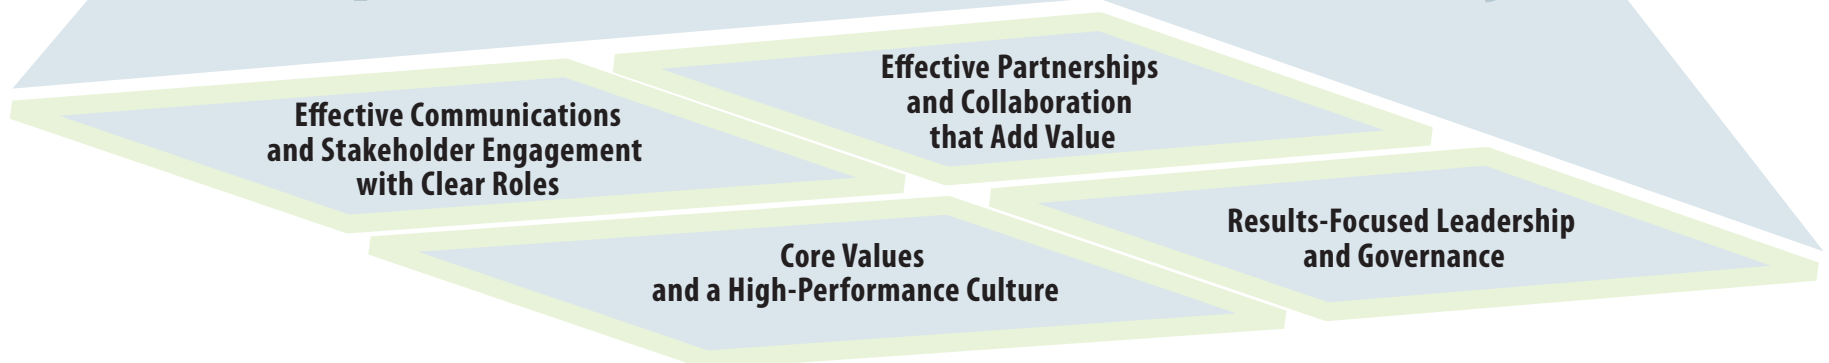 Effective Partnerships
and Collaboration
that Add Value
Effective Communications
and Stakeholder Engagement
with Clear Roles
Results-Focused Leadership
and Governance
Core Values
and a High-Performance Culture